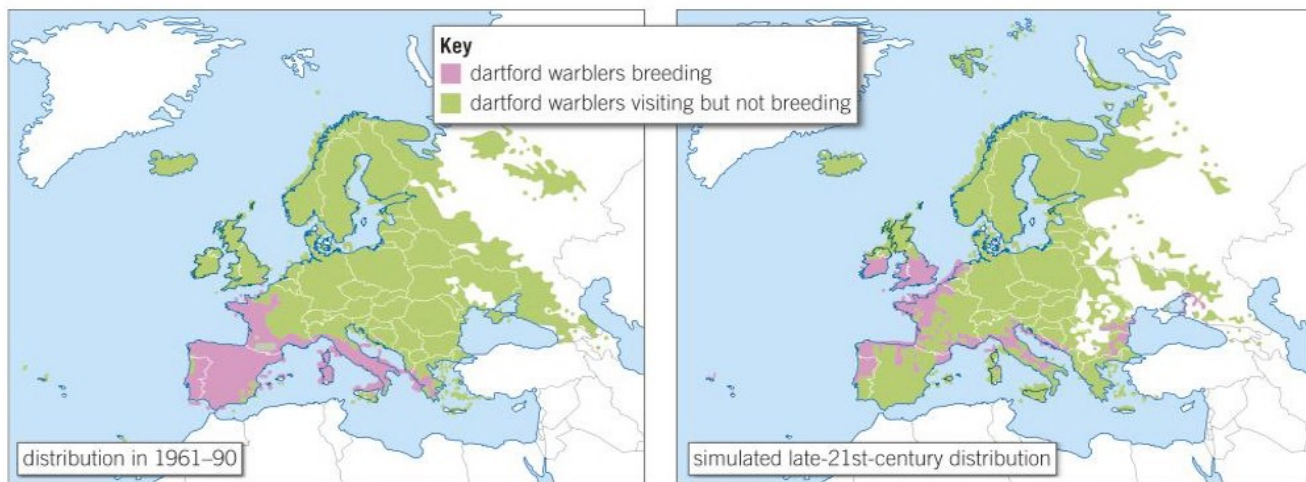 Key
dartford warblers breeding
dartford warblers visiting but not breeding
distribution in 1961–90
simulated late-21st-century distribution